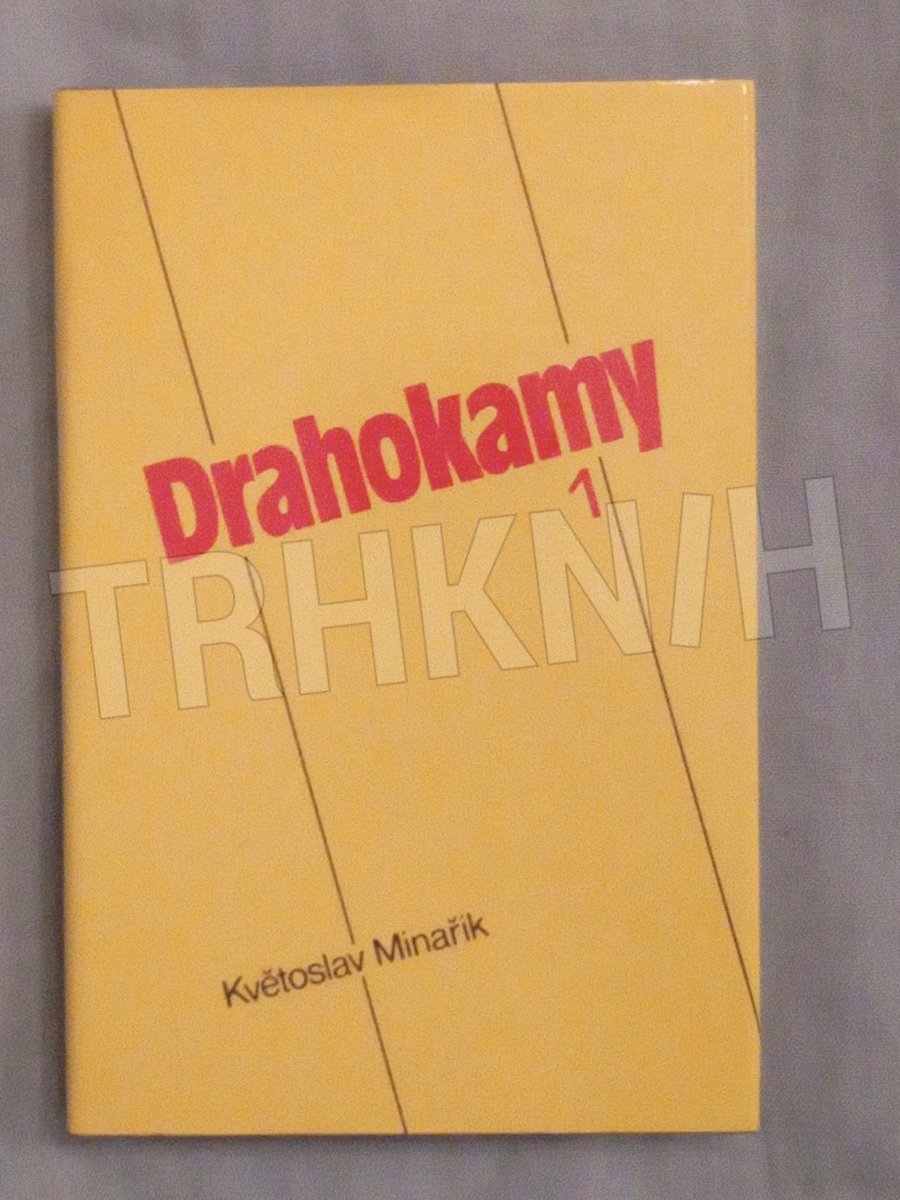 Drahokamy
1
TRHKNIH
Květoslav Minařík